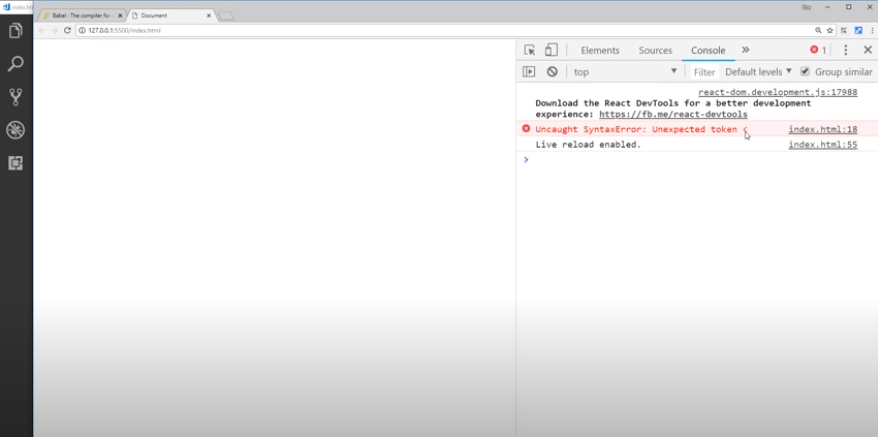 index.ht
Babel - The compiler for
Document
127.0.0.1:5500/index.html
Elements Sources Console »
1
top
Filter Default levels ▼ Group similar
react-dom.development.js:17988
Download the React DevTools for a better development
experience: https://fb.me/react-devtools
Uncaught SyntaxError: Unexpected token < index.html:18
Live reload enabled. index.html:55
>